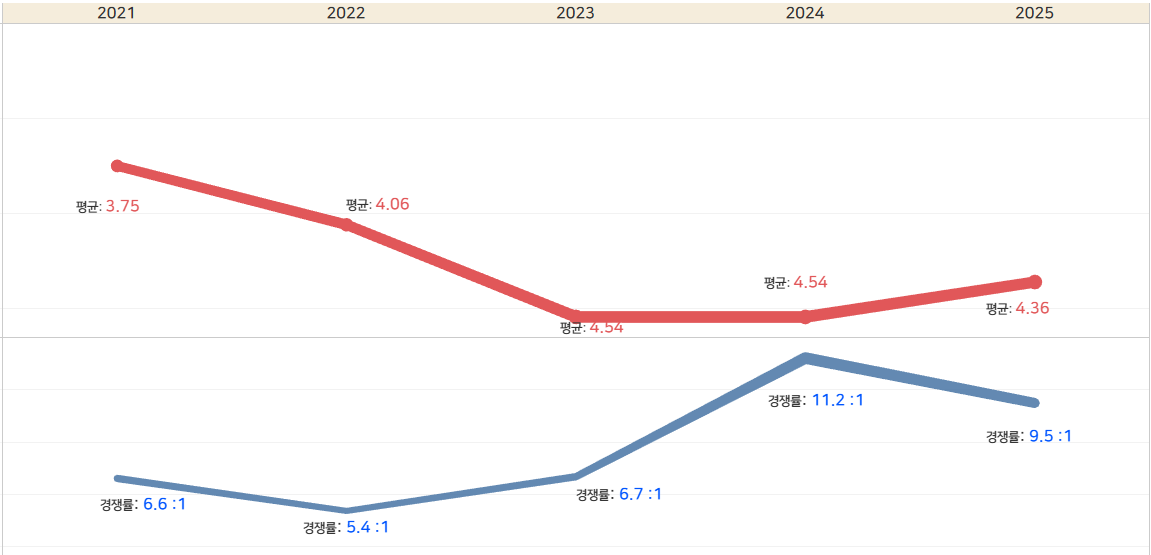 2021 2022 2023 2024 2025
평균: 3.75
평균: 4.06
평균: 4.54
평균: 4.54
평균: 4.36
경쟁률: 6.6 :1
경쟁률: 5.4 :1
경쟁률: 6.7 :1
경쟁률: 11.2 :1
경쟁률: 9.5 :1